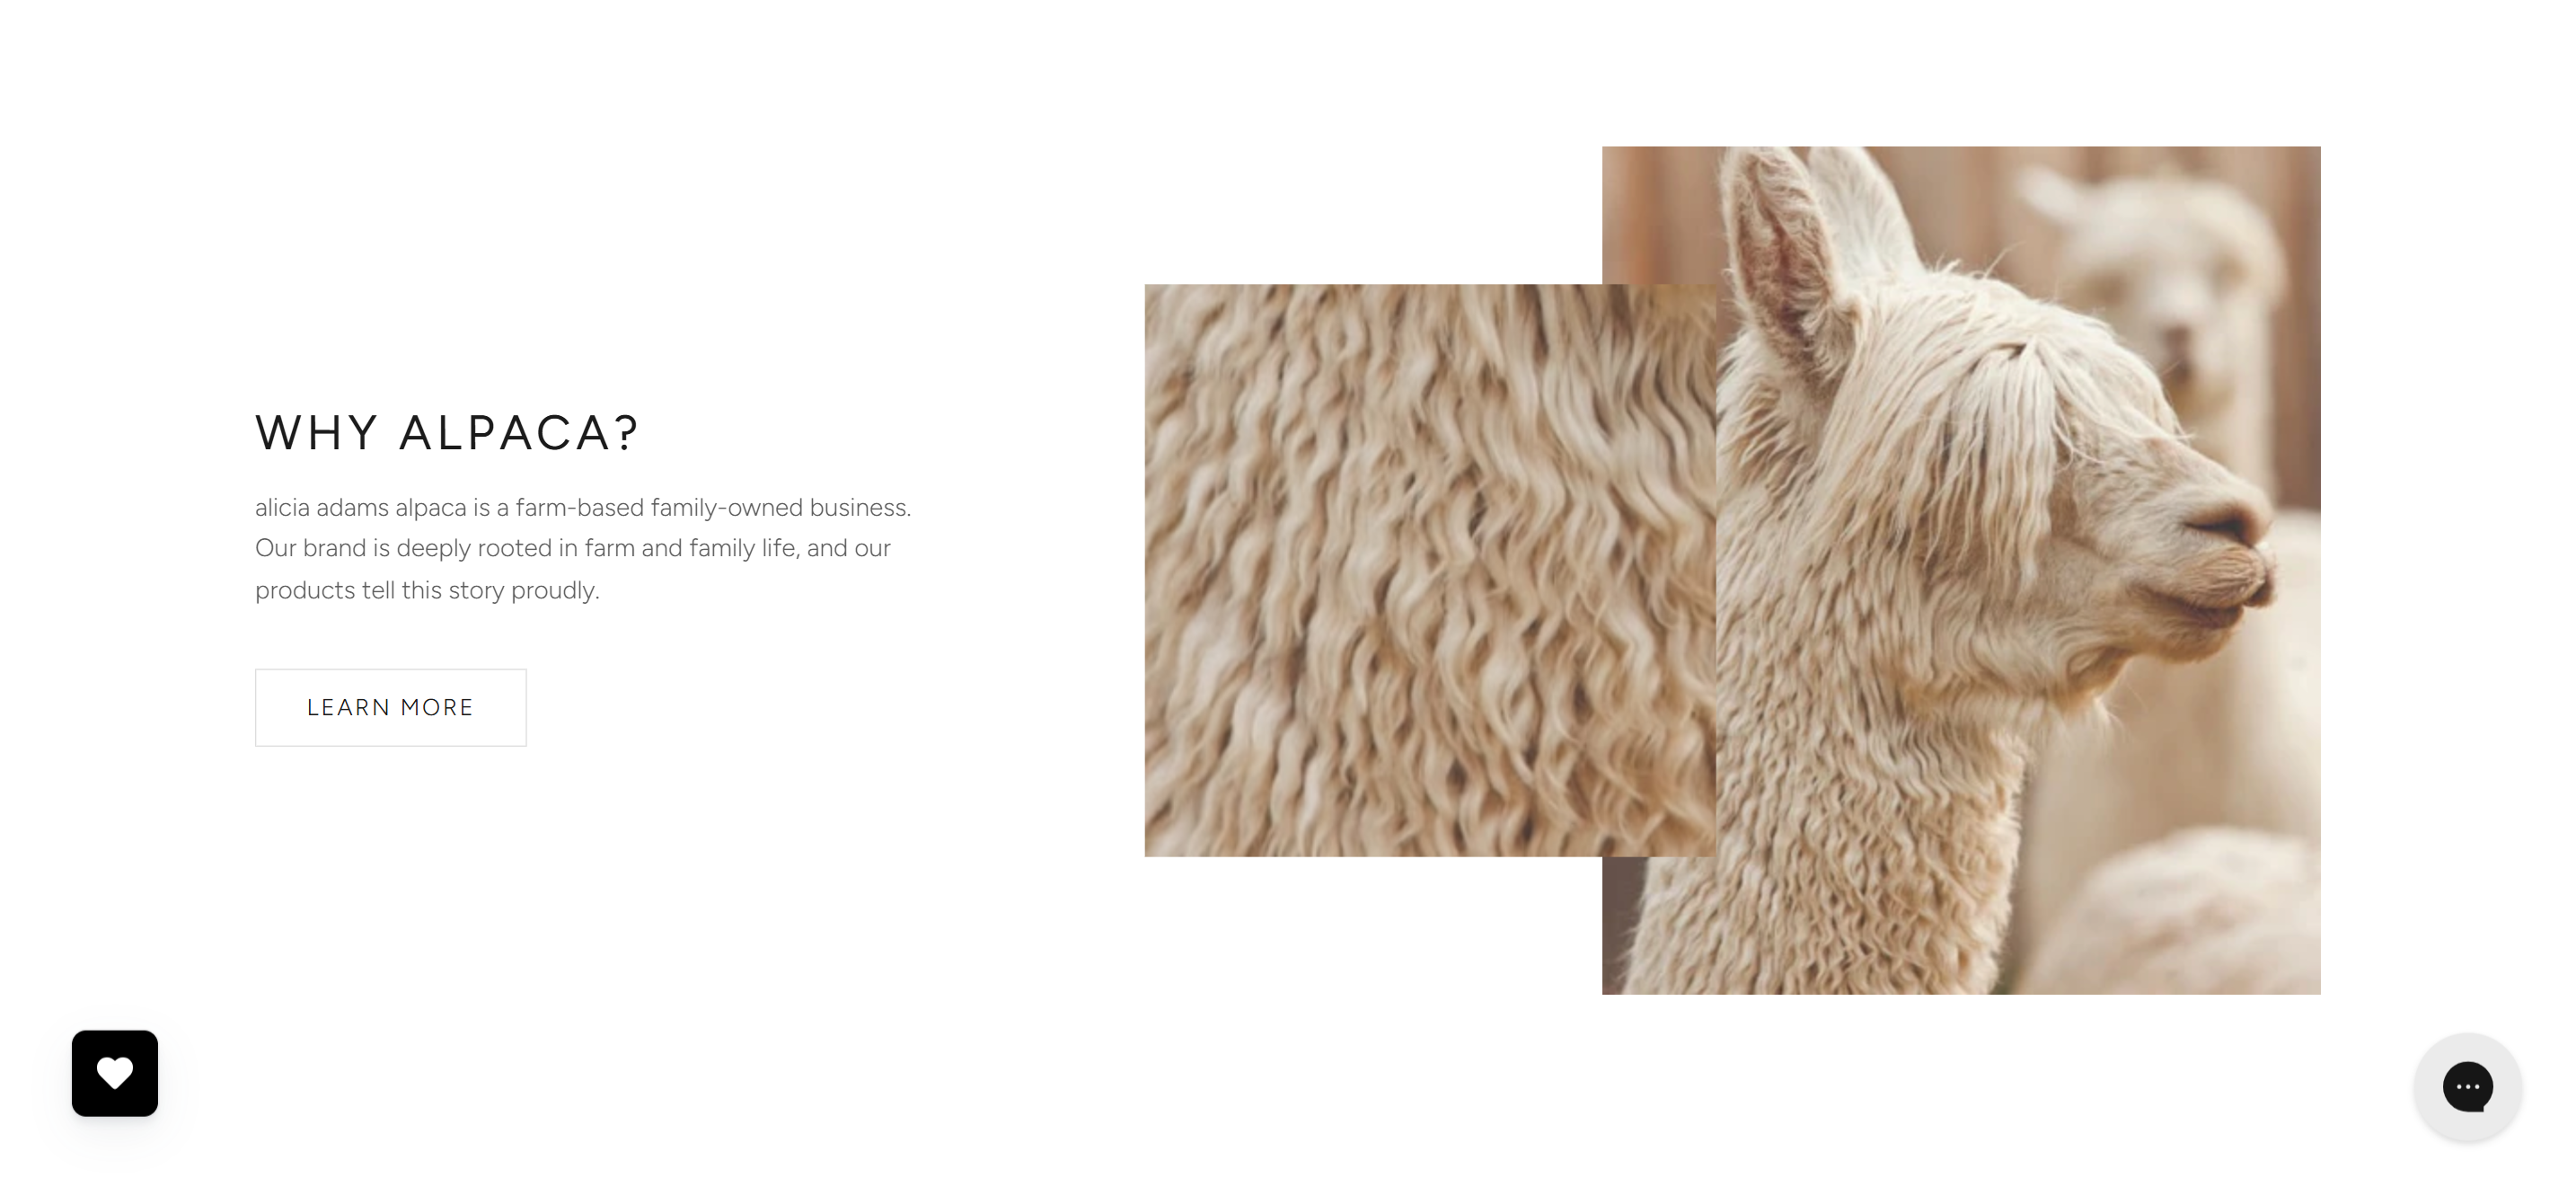 WHY ALPACA?
alicia adams alpaca is a farm-based family-owned business.
Our brand is deeply rooted in farm and family life, and our
products tell this story proudly.
LEARN MORE